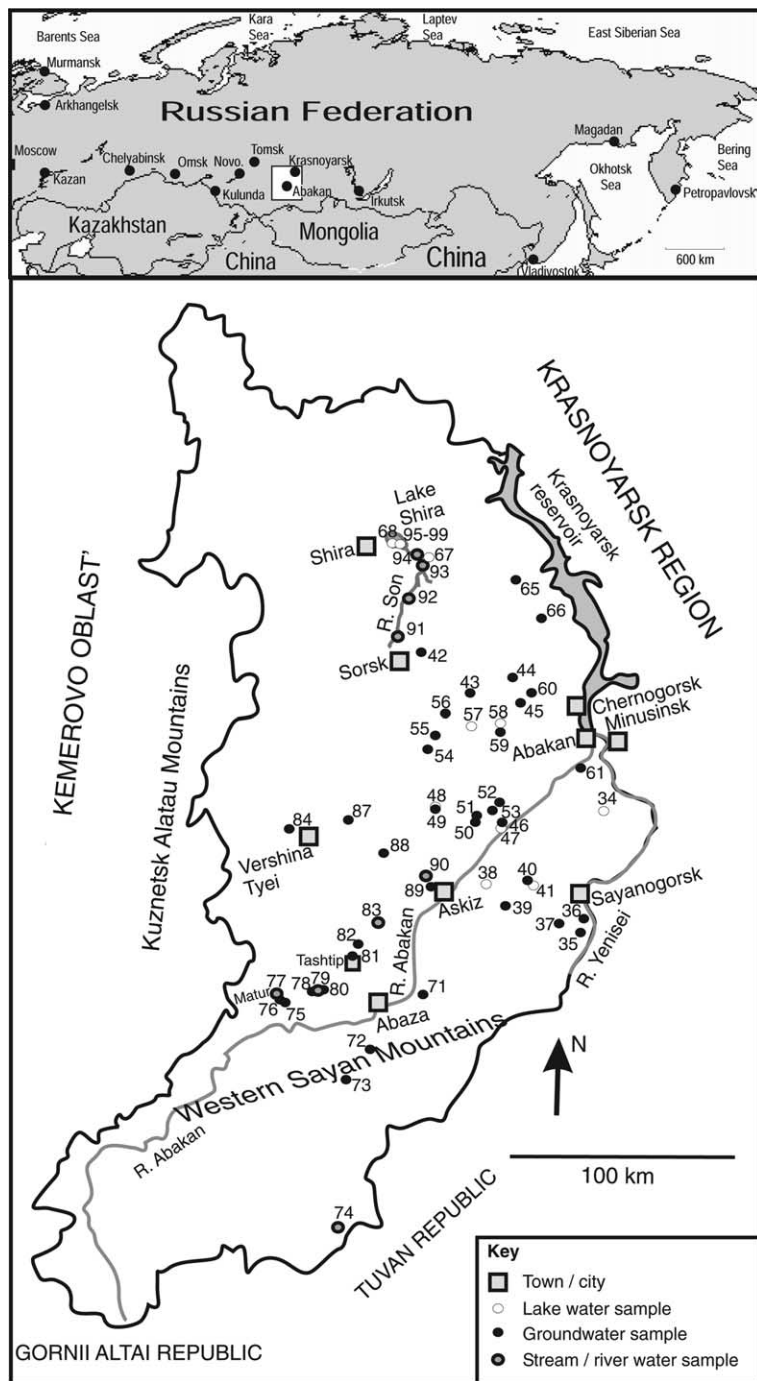 Barents Sea
Kara
Sea
Laptev
Sea
East Siberian Sea
Murmansk
Arkhangelsk
Russian Federation
Magadan
Bering
Sea
Moscow
Kazan
Chelyabinsk
Omsk
Novo.
Tomsk
Krasnoyarsk
Okhotsk
Sea
Kulunda
Abakan
Irkutsk
Petropavlovsk
Kazakhstan
Mongolia
China
China
Vladivostok
600 km
KRASNOYARSK REGION
Krasnoyarsk
reservoir
Lake
Shira
68
95-99
Shira
94
67
93
65
92
66
R. Son
91
42
Sorsk
KEMEROVO OBLAST'
Kuznetsk Alatau Mountains
43
44
60
56
57
58
45
Chernogorsk
Minusinsk
55
59
Abakan
54
61
48
52
34
84
87
49
51
53
50
46
47
Vershina
Tyei
88
90
38
40
41
Sayanogorsk
89
Askiz
83
39
37
36
82
35
Tashtip
81
R. Abakan
R. Yenisei
77
78
79
80
71
Matur
76
75
Abaza
72
N
Western Sayan Mountains
73
R. Abakan
100 km
74
TUVAN REPUBLIC
GORNII ALTAI REPUBLIC
Key
Town / city
Lake water sample
Groundwater sample
Stream / river water sample